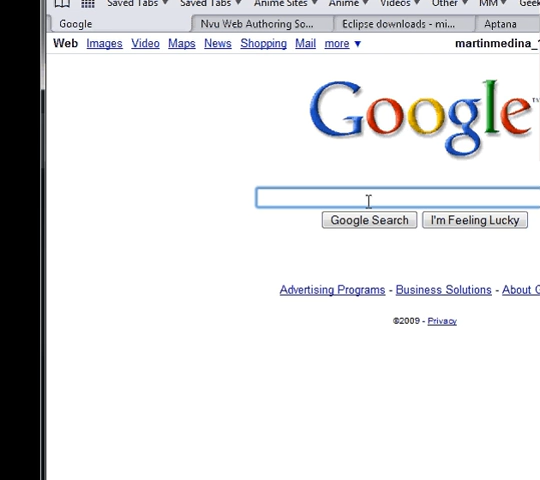 Saved Tabs ▼ Saved Tabs ▼ Anime Sites ▼ Anime ▼ Videos ▼ Other ▼ MM ▼ Geek
Google Nvu Web Authoring So... Eclipse downloads - mi... Aptana
Web Images Video Maps News Shopping Mail more ▼ martinmedina_
Google™
Google Search I'm Feeling Lucky
Advertising Programs - Business Solutions - About
©2009 - Privacy